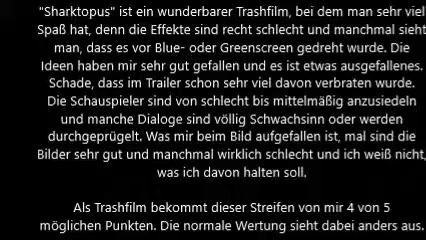 "Sharktopus" ist ein wunderbarer Trashfilm, bei dem man sehr viel
Spaß hat, denn die Effekte sind recht schlecht und manchmal sieht
man, dass es vor Blue- oder Greenscreen gedreht wurde. Die
Ideen haben mir sehr gut gefallen und es ist etwas ausgefallenes.
Schade, dass im Trailer schon sehr viel davon verbraten wurde.
Die Schauspieler sind von schlecht bis mittelmäßig anzusiedeln
und manche Dialoge sind völlig Schwachsinn oder werden
durchgeprügelt. Was mir beim Bild aufgefallen ist, mal sind die
Bilder sehr gut und manchmal wirklich schlecht und ich weiß nicht,
was ich davon halten soll.
Als Trashfilm bekommt dieser Streifen von mir 4 von 5
möglichen Punkten. Die normale Wertung sieht dabei anders aus.